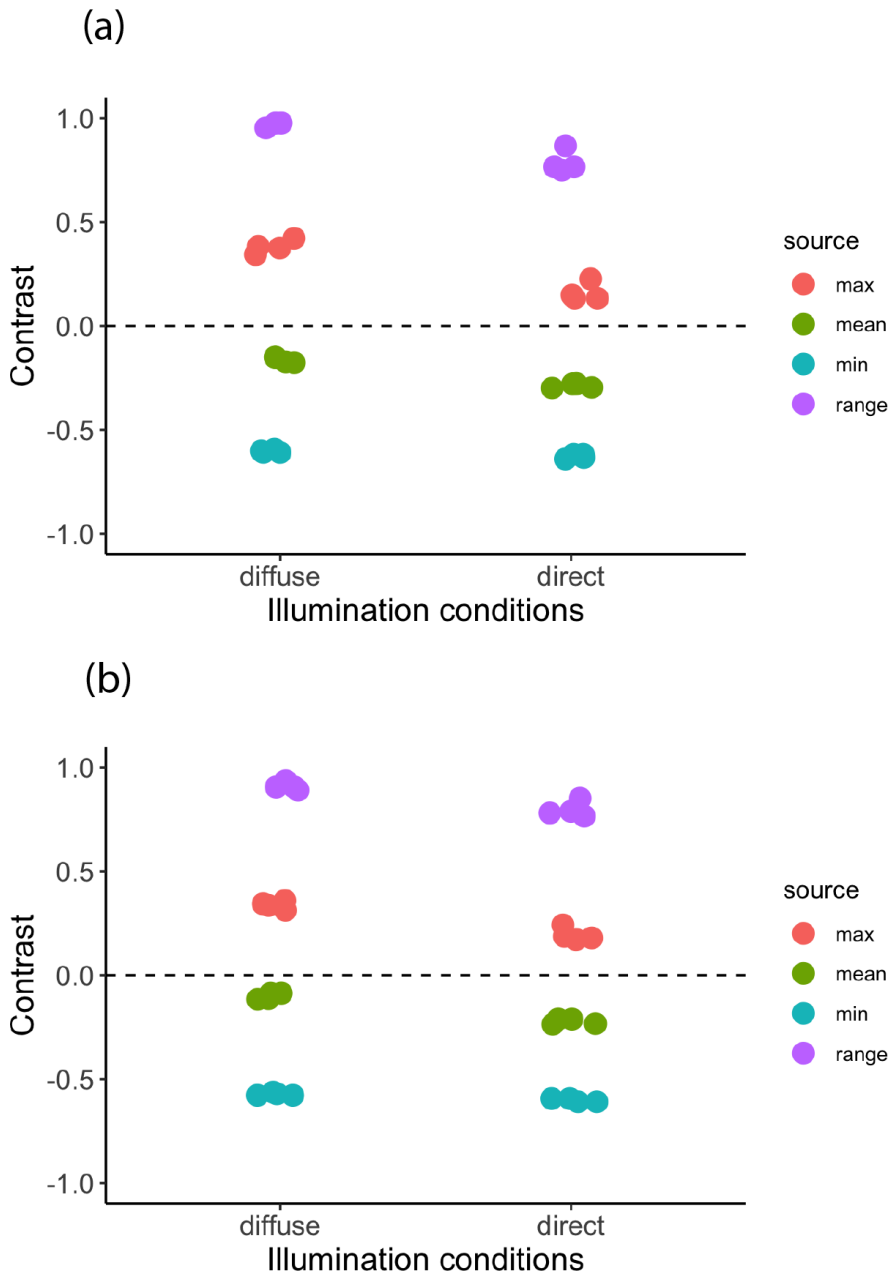 (a)
1.0
0.5
0.0
-0.5
-1.0
Contrast
diffuse
direct
Illumination conditions
source
max
mean
min
range
(b)
1.0
0.5
0.0
-0.5
-1.0
Contrast
diffuse
direct
Illumination conditions
source
max
mean
min
range